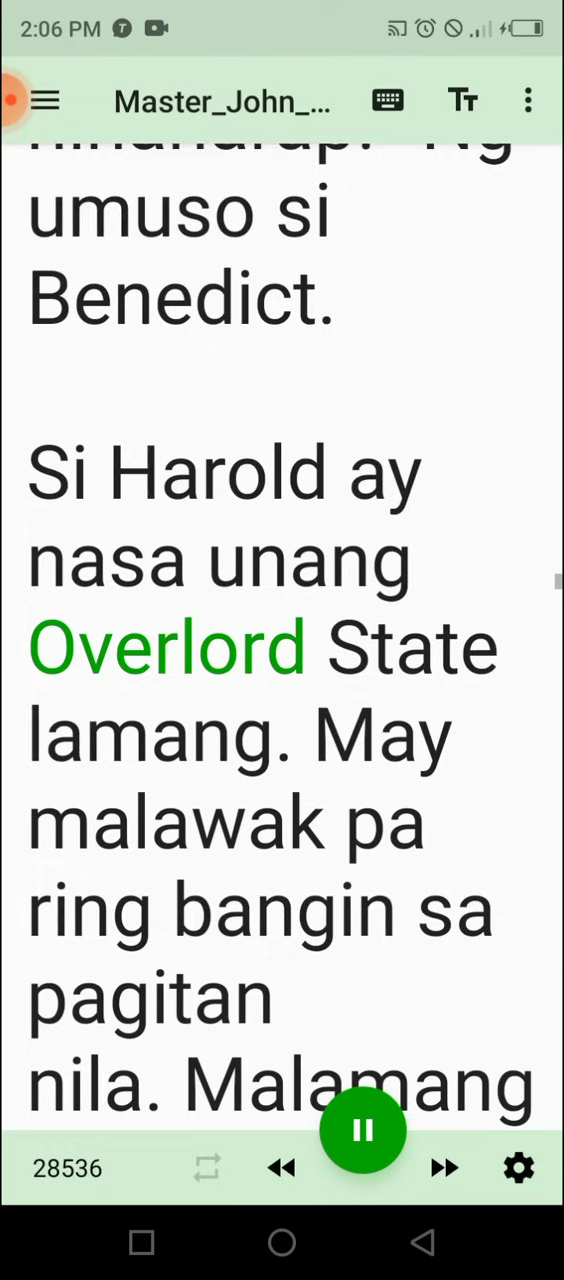 2:06 PM
Master_John_...
umuso si
Benedict.
Si Harold ay
nasa unang
Overlord State
lamang. May
malawak pa
ring bangin sa
pagitan
nila. Malamang
28536